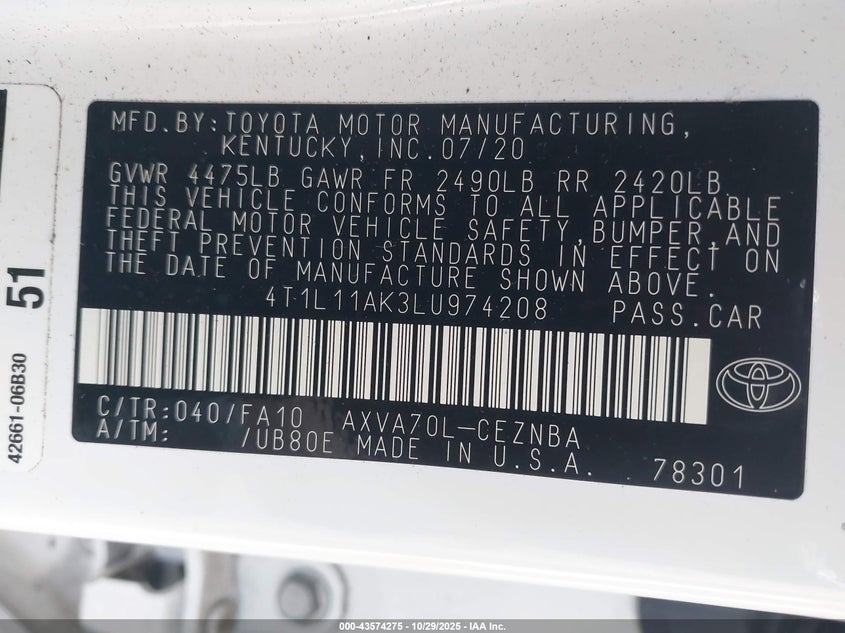 MFD.BY:TOYOTA MOTOR MANUFACTURING,
KENTUCKY,INC.07/20
GVWR 4475LB GAWR FR 2490LB RR 2420LB
THIS VEHICLE CONFORMS TO ALL APPLICABLE
FEDERAL MOTOR VEHICLE SAFETY,BUMPER,AND
THEFT PREVENTION STANDARDS IN EFFECT ON
THE DATE OF MANUFACTURE SHOWN ABOVE.
4T1L11AK3LU974208 PASS.CAR
C/TR:040/FA10 AXVA70L-CEZNBA
A/TM: /UB80E MADE IN U.S.A. 78301
42661-06B30 51
000-43574275 | 10/29/2025 | IAA Inc.